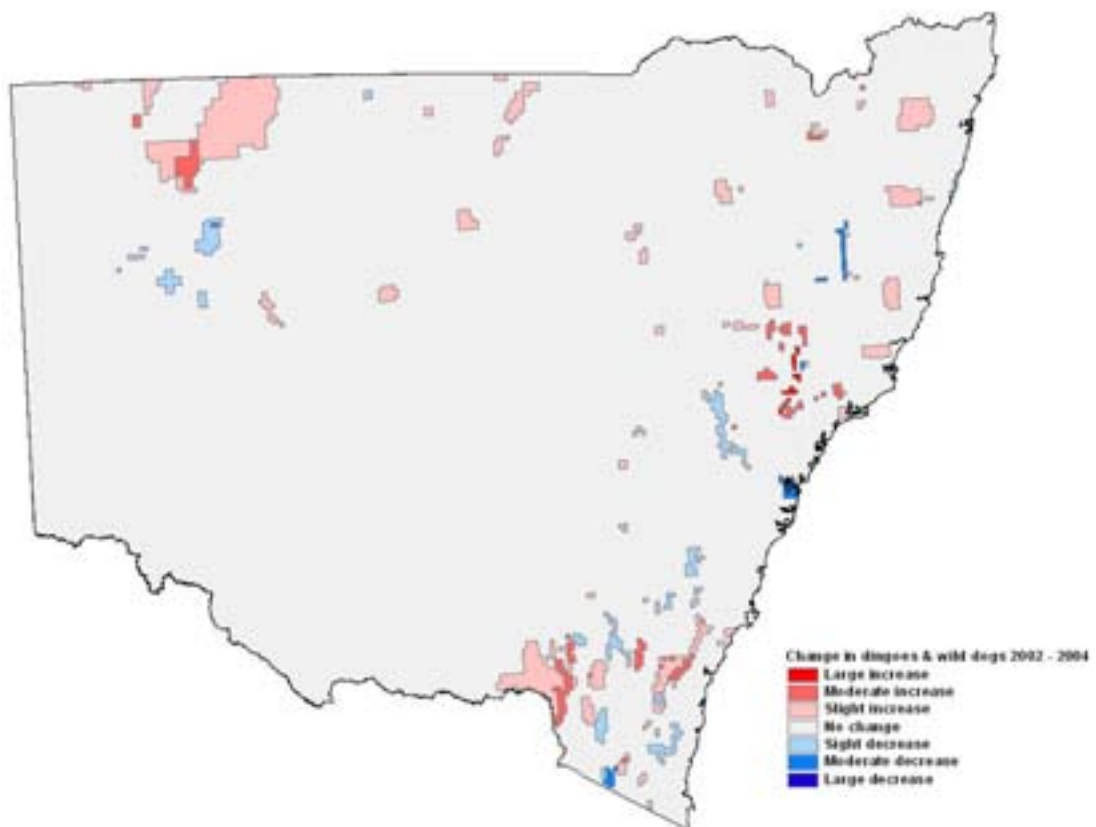 Change in dingoes & wild dogs 2002 - 2004
Large increase
Moderate increase
Slight increase
No change
Sight decrease
Moderate decrease
Large decrease